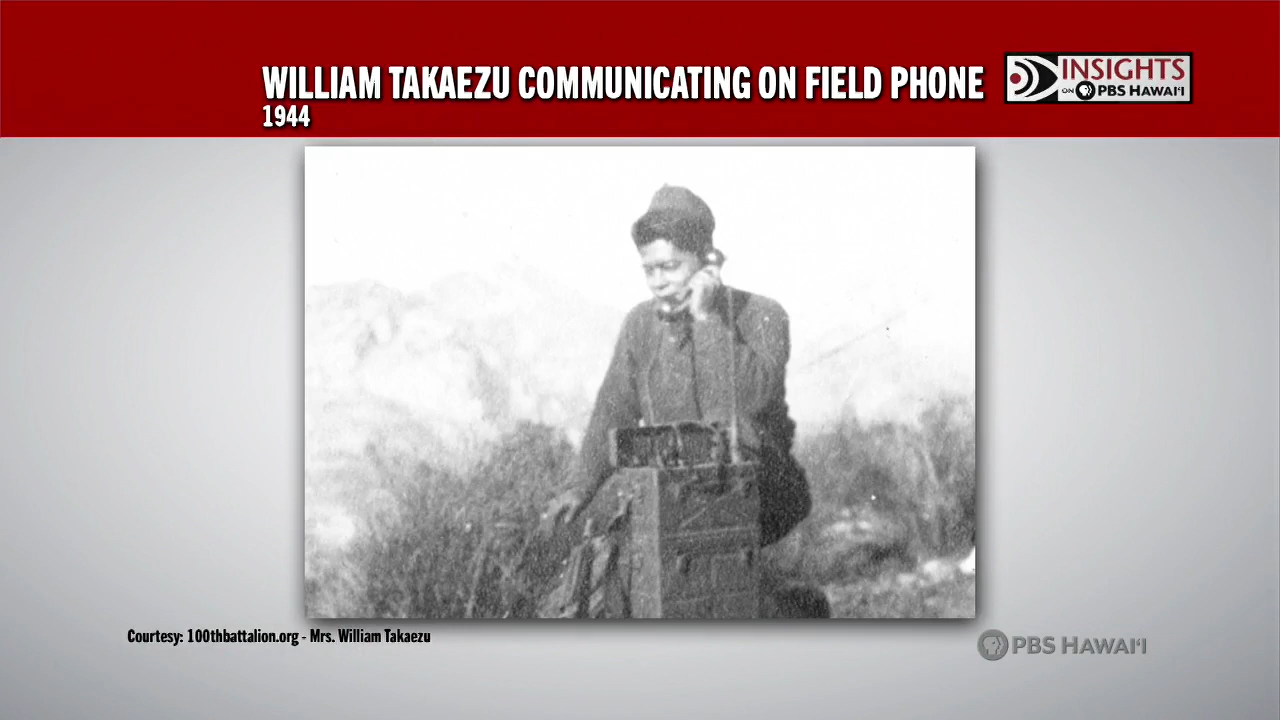 WILLIAM TAKAEZU COMMUNICATING ON FIELD PHONE
1944
INSIGHTS
ON PBS HAWAIʻI
Courtesy: 100thbattalion.org - Mrs. William Takaezu
PBS HAWAIʻI